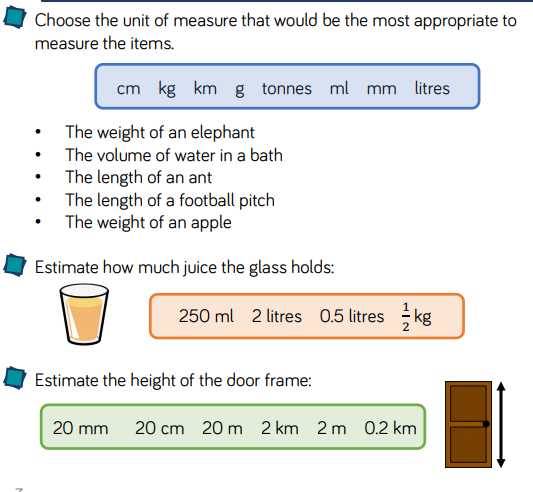 Choose the unit of measure that would be the most appropriate to
measure the items.
cm kg km g tonnes ml mm litres
• The weight of an elephant
• The volume of water in a bath
• The length of an ant
• The length of a football pitch
• The weight of an apple
Estimate how much juice the glass holds:
250 ml 2 litres 0.5 litres 1/2 kg
Estimate the height of the door frame:
20 mm 20 cm 20 m 2 km 2 m 0.2 km